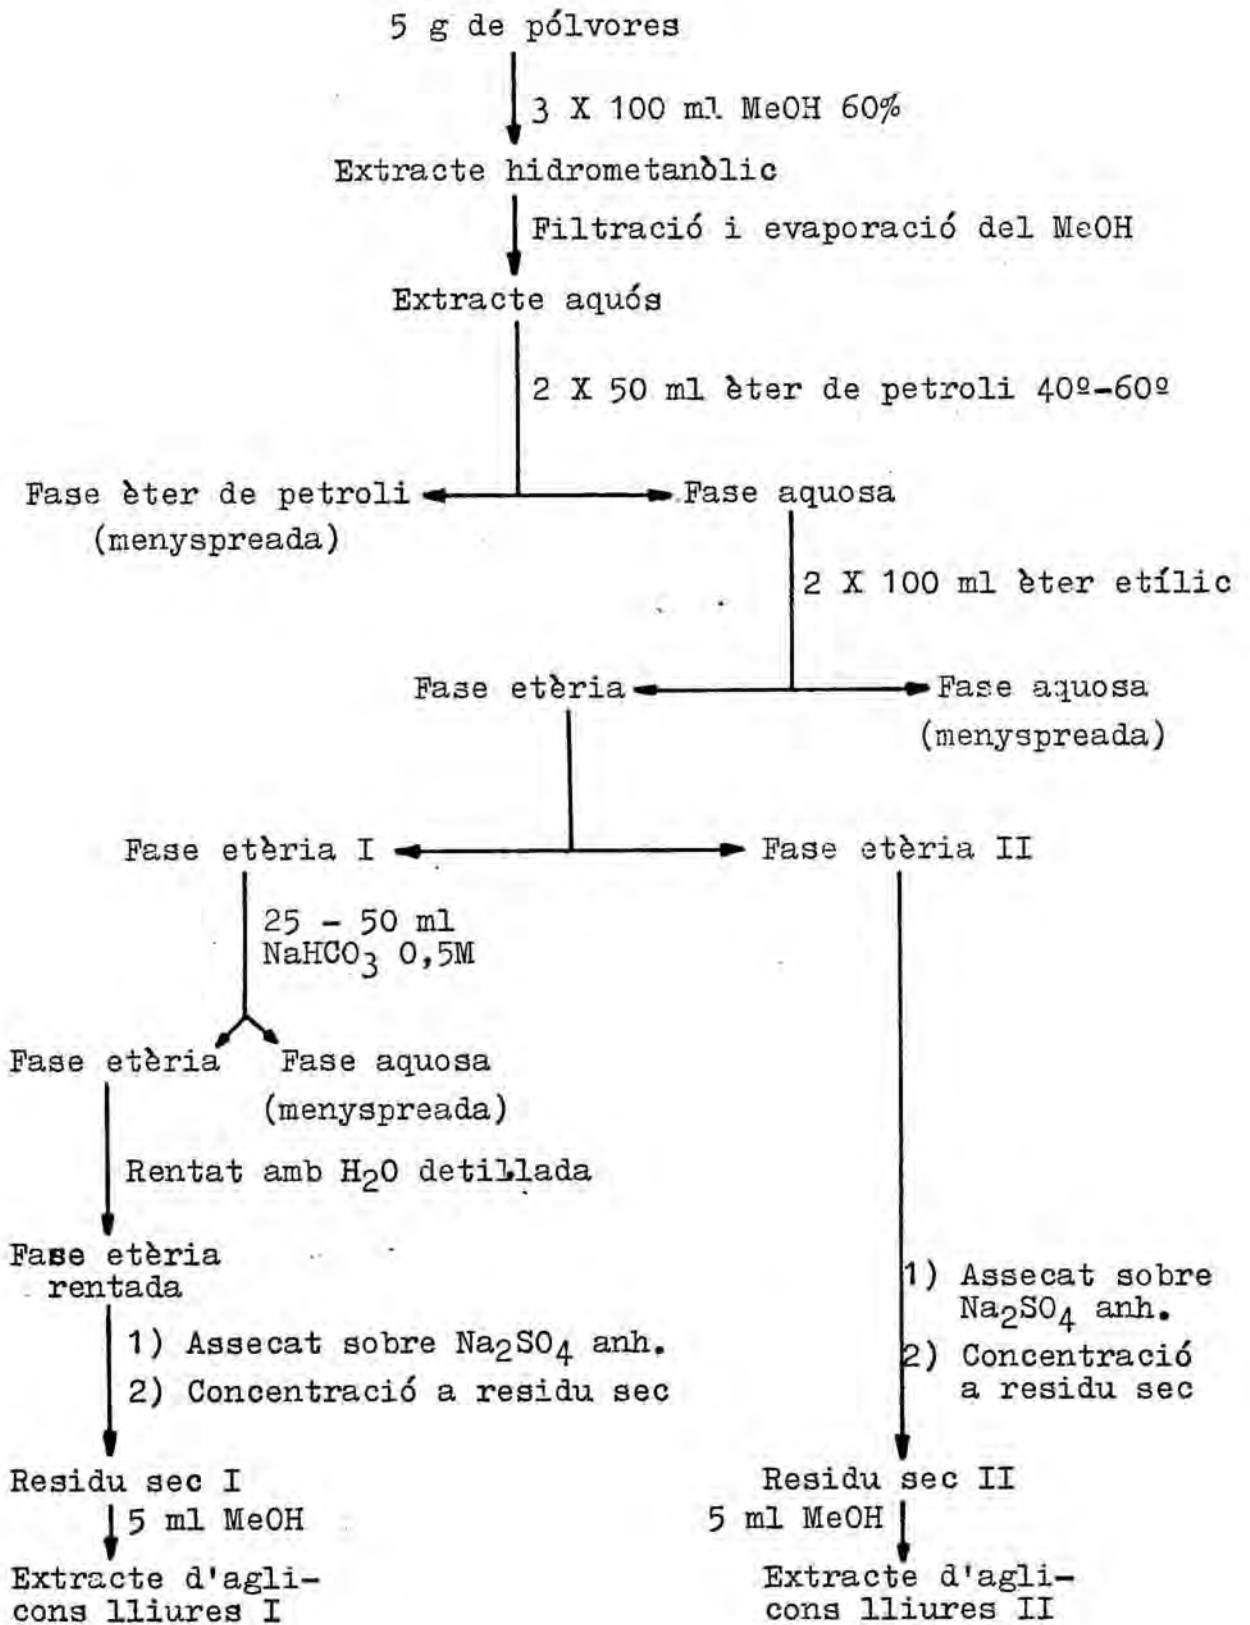 5 g de pólvores
3 X 100 ml MeOH 60%
Extracte hidrometanòlic
Filtració i evaporació del MeOH
Extracte aquós
2 X 50 ml èter de petroli 40º-60º
Fase èter de petroli
(menyspreada)
Fase aquosa
2 X 100 ml èter etílic
Fase etèria
Fase aquosa
(menyspreada)
Fase etèria I
Fase etèria II
25 - 50 ml
NaHCO3 0,5M
Fase etèria
Fase aquosa
(menyspreada)
Rentat amb H2O detillada
Fase etèria
rentada
1) Assecat sobre Na2SO4 anh.
2) Concentració a residu sec
1) Assecat sobre
Na2SO4 anh.
2) Concentració
a residu sec
Residu sec I
5 ml MeOH
Extracte d'agli-
cons lliures I
Residu sec II
5 ml MeOH
Extracte d'agli-
cons lliures II